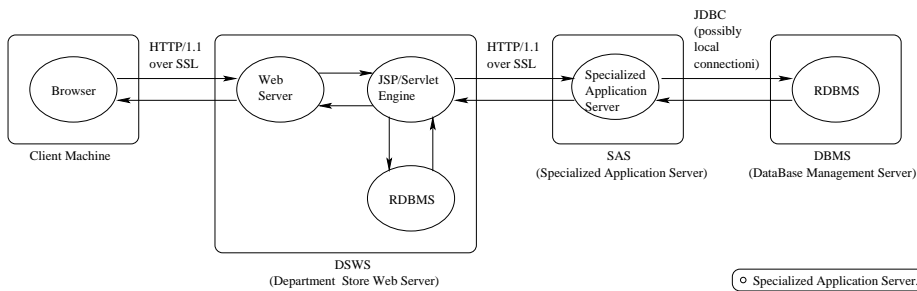 JDBC
(possibly
local
connectioni)
HTTP/1.1
over SSL
HTTP/1.1
over SSL
Browser
Web
Server
JSP/Servlet
Engine
Specialized
Application
Server
RDBMS
RDBMS
Client Machine
SAS
(Specialized Application Server)
DBMS
(DataBase Management Server)
DSWS
(Department Store Web Server)
Specialized Application Server.